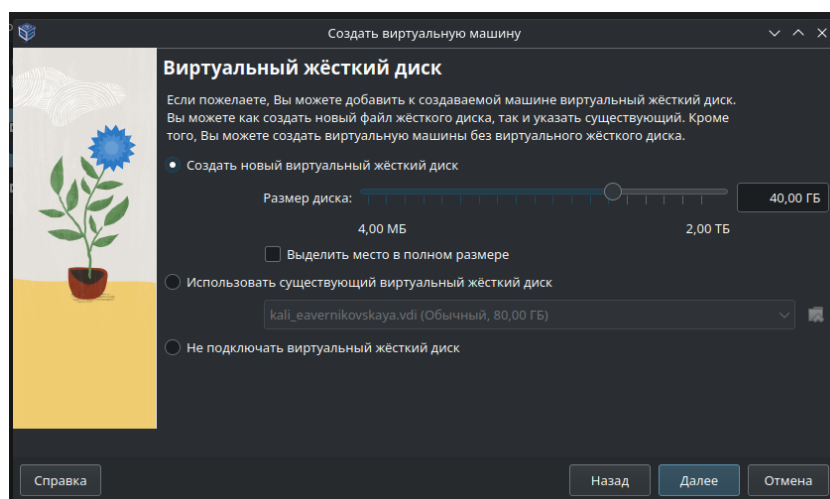 Создать виртуальную машину
Виртуальный жёсткий диск
Если пожелаете, Вы можете добавить к создаваемой машине виртуальный жёсткий диск.
Вы можете как создать новый файл жёсткого диска, так и указать существующий. Кроме
того, Вы можете создать виртуальную машины без виртуального жёсткого диска.
Создать новый виртуальный жёсткий диск
Размер диска: 40,00 ГБ
4,00 МБ 2,00 ТБ
Выделить место в полном размере
Использовать существующий виртуальный жёсткий диск
kali_eavernikovskaya.vdi (Обычный, 80,00 ГБ)
Не подключать виртуальный жёсткий диск
Справка Назад Далее Отмена